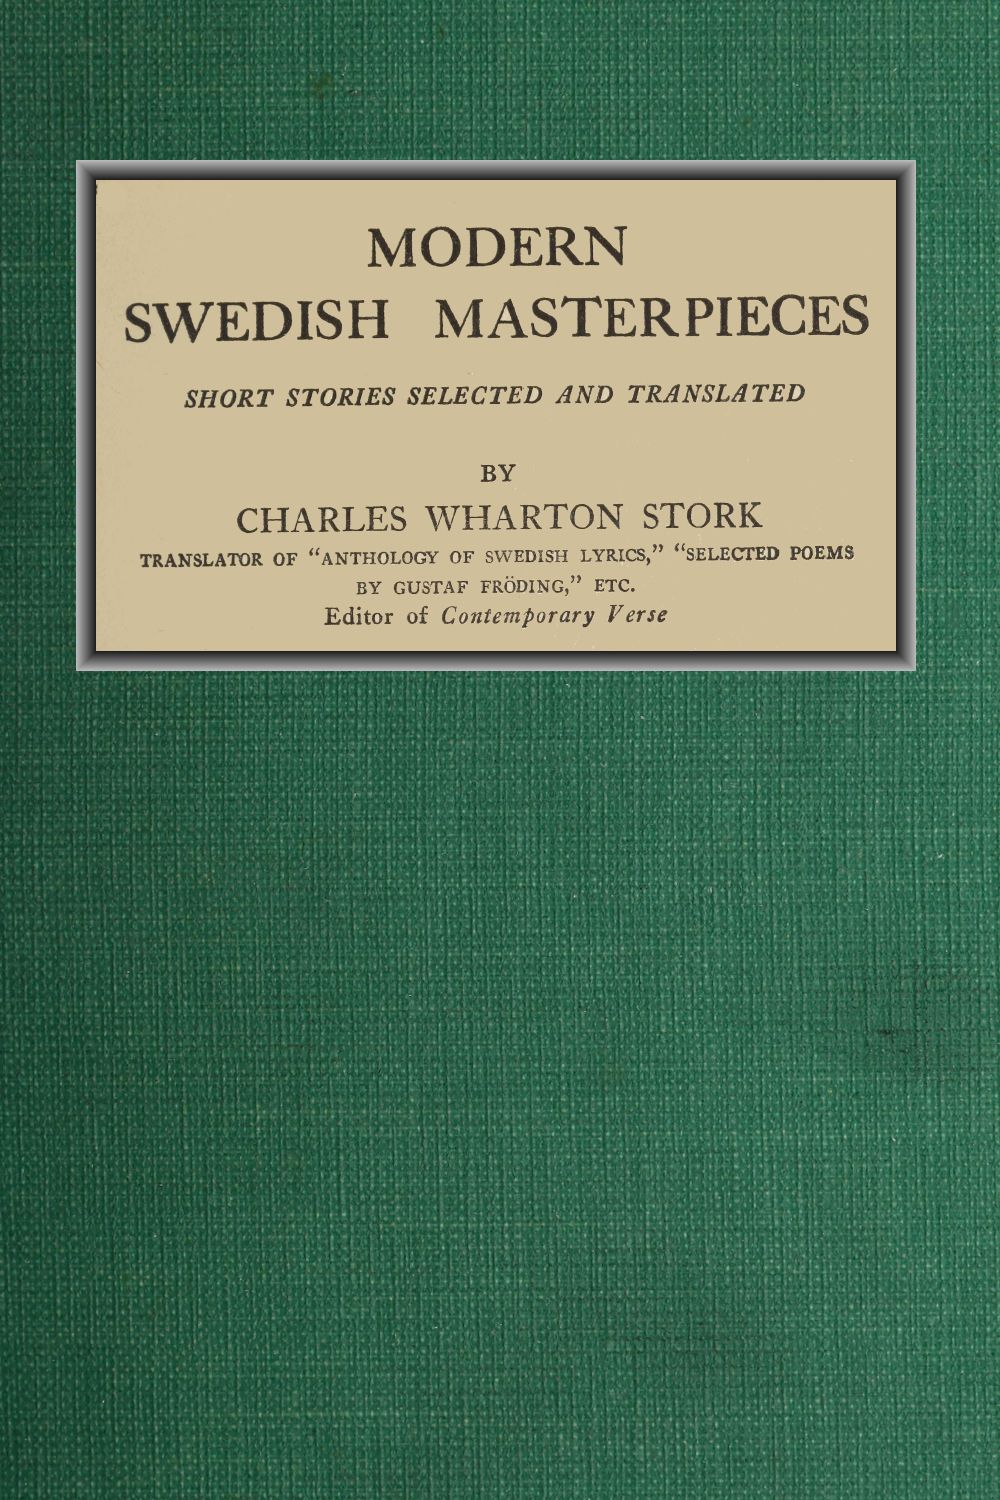 MODERN
SWEDISH MASTERPIECES
SHORT STORIES SELECTED AND TRANSLATED
BY
CHARLES WHARTON STORK
TRANSLATOR OF “ANTHOLOGY OF SWEDISH LYRICS,” “SELECTED POEMS
BY GUSTAF FRÖDING,” ETC.
Editor of Contemporary Verse